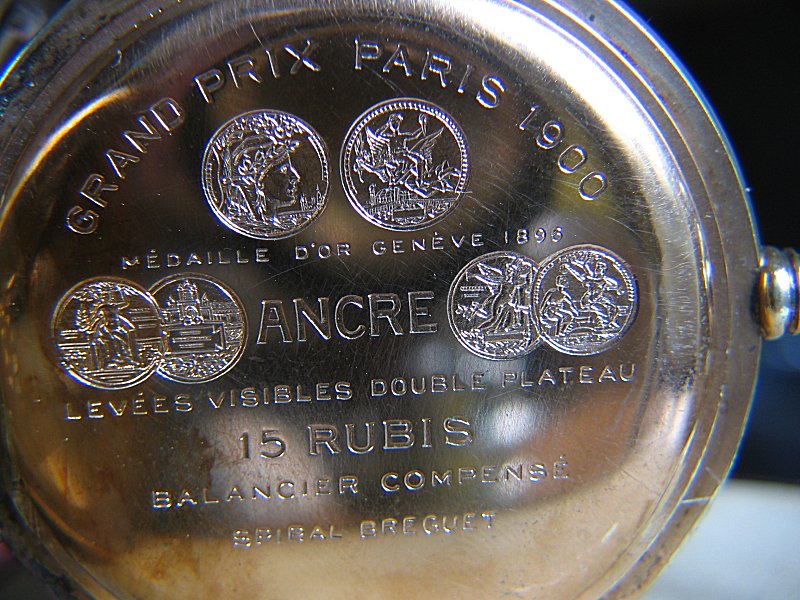 GRAND PRIX PARIS 1900
MÉDAILLE D'OR GENÈVE 1896
ANCRE
LEVÉES VISIBLES DOUBLE PLATEAU
15 RUBIS
BALANCIER COMPENSÉ
SPIRAL BREGUET